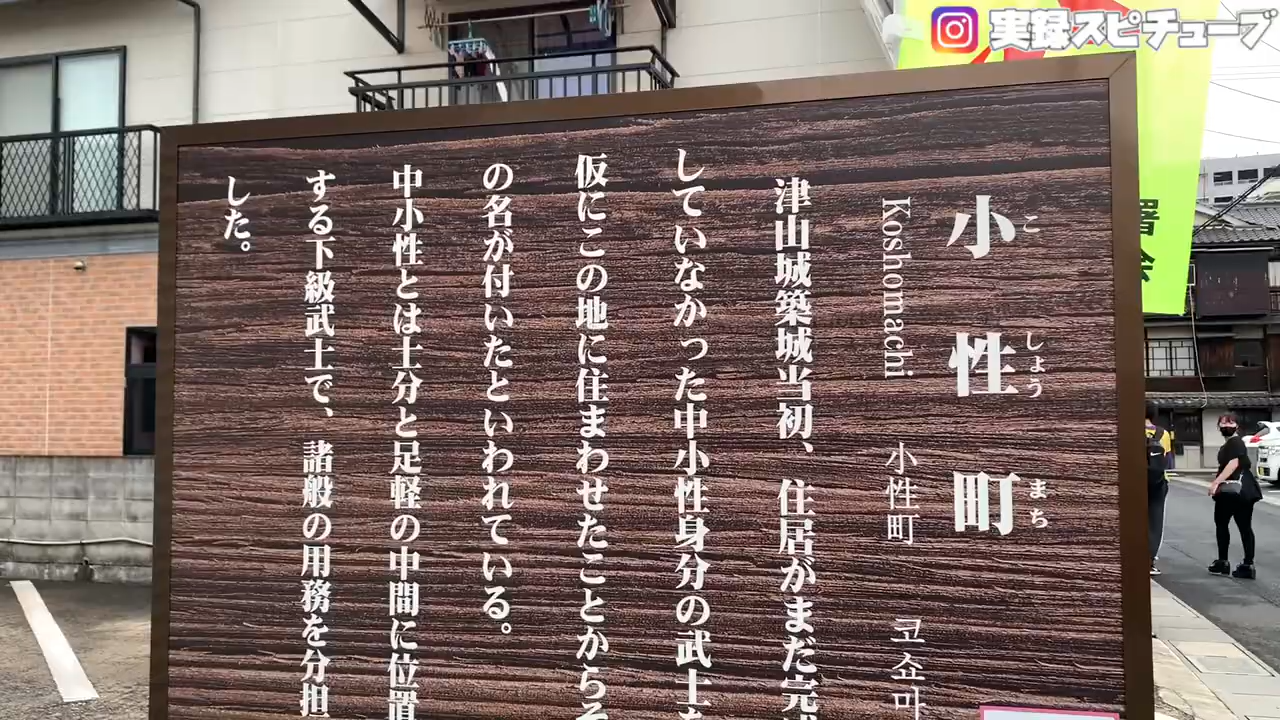 実録スピチューブ
小性町
こ しょう まち
Koshomachi 小性町 코쇼마
津山城築城当初、住居がまだ完
していなかった中小性身分の武士
仮にこの地に住まわせたことから
の名が付いたといわれている。
中小性とは士分と足軽の中間に位置
する下級武士で、諸般の用務を分担
した。